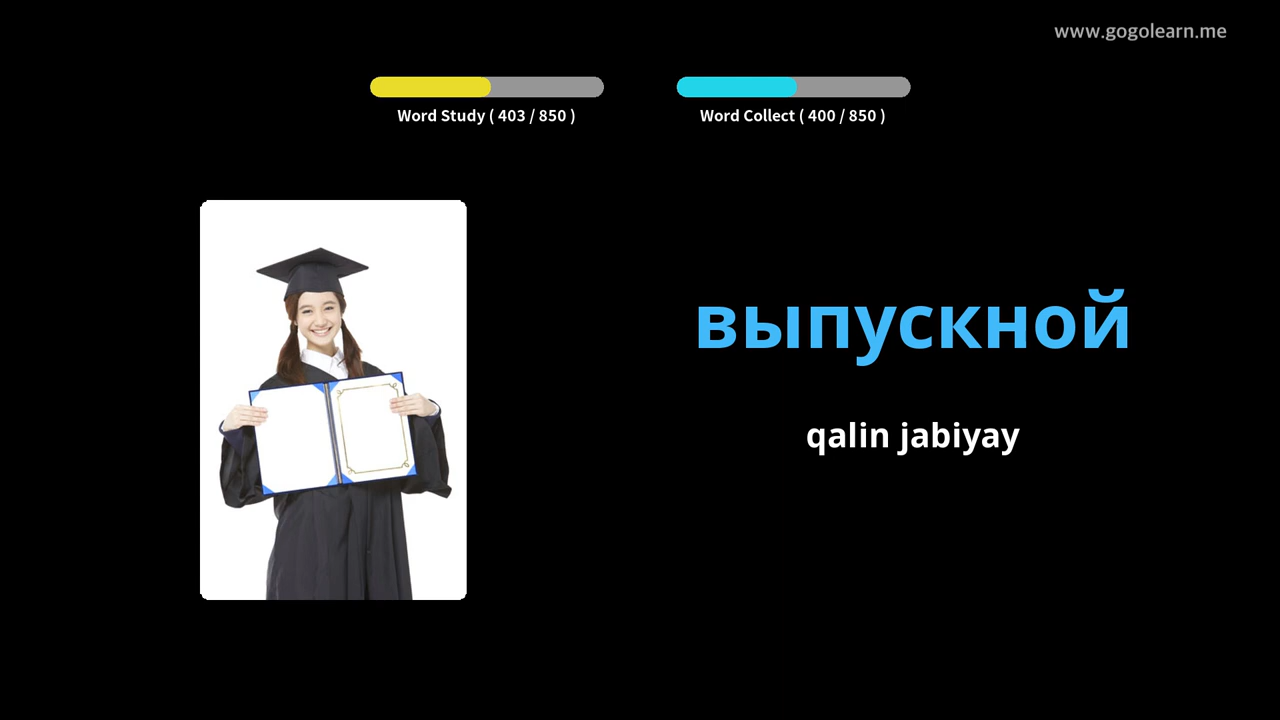 www.gogolearn.me
Word Study ( 403 / 850 )
Word Collect ( 400 / 850 )
выпускной
qalin jabiyay